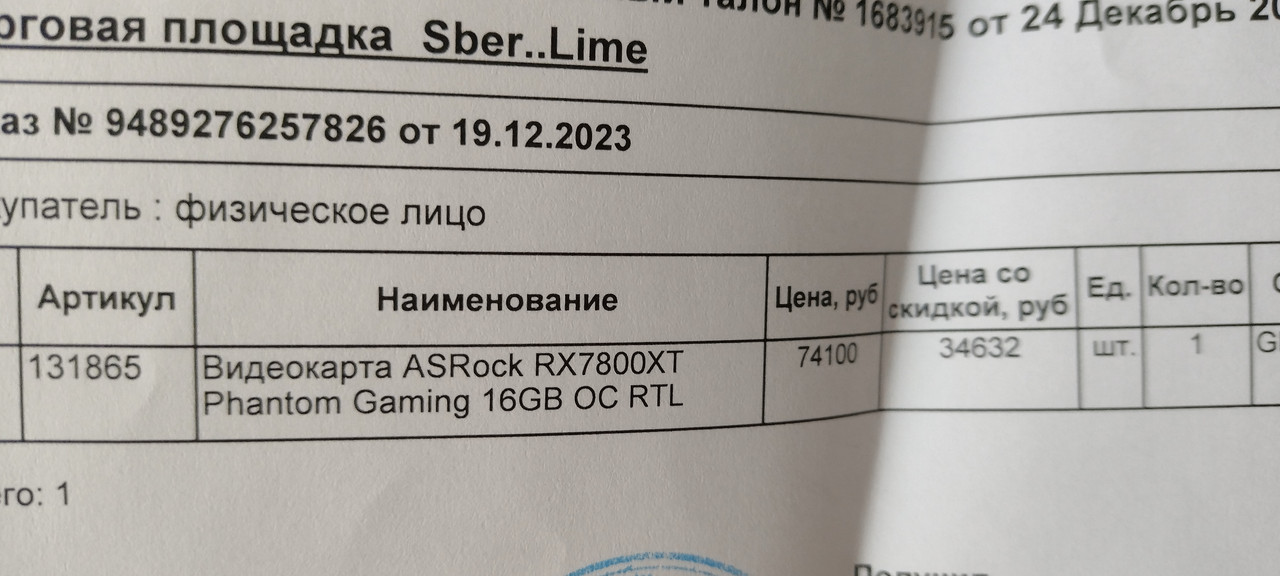 талон № 1683915 от 24 Декабрь
рговая площадка Sber..Lime
аз № 9489276257826 от 19.12.2023
упатель : физическое лицо
Артикул Наименование Цена, руб Цена со скидкой, руб Ед. Кол-во
131865 Видеокарта ASRock RX7800XT 74100 34632 шт. 1
Phantom Gaming 16GB OC RTL
го: 1